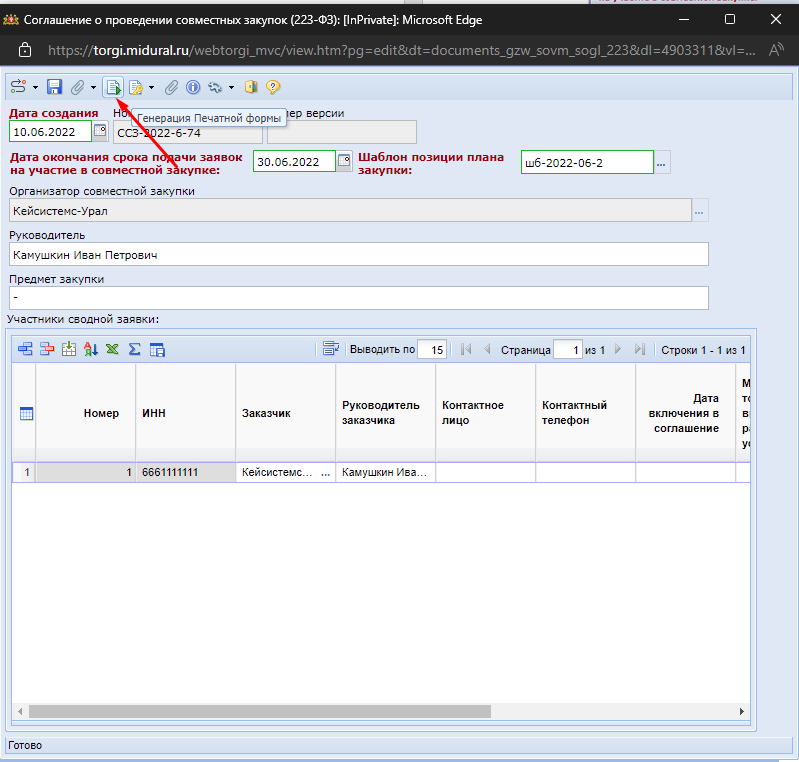 Соглашение о проведении совместных закупок (223-ФЗ): [InPrivate]: Microsoft Edge
https://torgi.midural.ru/webtorgi_mvc/view.htm?pg=edit&dt=documents_gzw_sovm_sogl_223&dl=4903311&vl=...
Дата создания
Генерация Печатной формы
версии
10.06.2022
ССЗ-2022-6-74
Дата окончания срока подачи заявок на участие в совместной закупке:
30.06.2022
Шаблон позиции плана закупки:
шб-2022-06-2
...
Организатор совместной закупки
Кейсистемс-Урал
...
Руководитель
Камушкин Иван Петрович
Предмет закупки
-
Участники сводной заявки:
Выводить по 15 Страница 1 из 1 Строки 1 - 1 из 1
Номер
ИНН
Заказчик
Руководитель заказчика
Контактное лицо
Контактный телефон
Дата включения в соглашение
1 1 6661111111 Кейсистемс... ... Камушкин Ива...
Готово